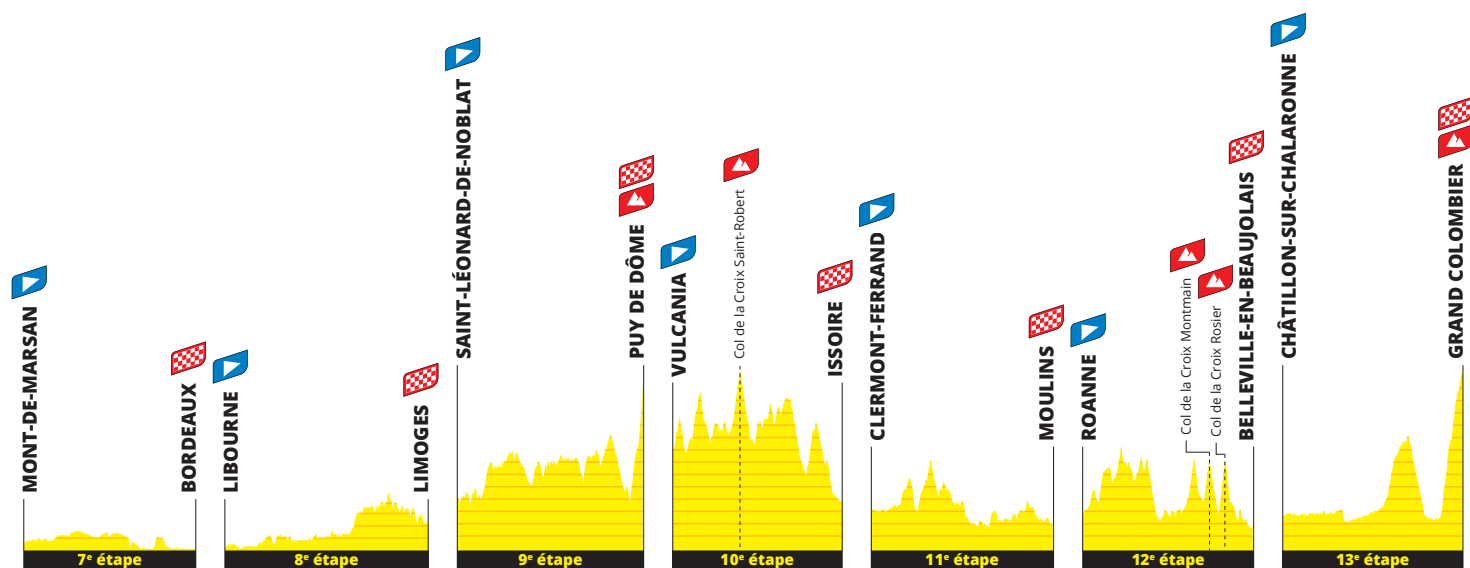 MONT-DE-MARSAN
BORDEAUX
7e étape
LIBOURNE
LIMOGES
8e étape
SAINT-LÉONARD-DE-NOBLAT
PUY DE DÔME
9e étape
VULCANIA
Col de la Croix Saint-Robert
ISSOIRE
10e étape
CLERMONT-FERRAND
MOULINS
11e étape
ROANNE
Col de la Croix Montmain
Col de la Croix Rosier
BELLEVILLE-EN-BEAUJOLAIS
12e étape
CHÂTILLON-SUR-CHALARONNE
GRAND COLOMBIER
13e étape